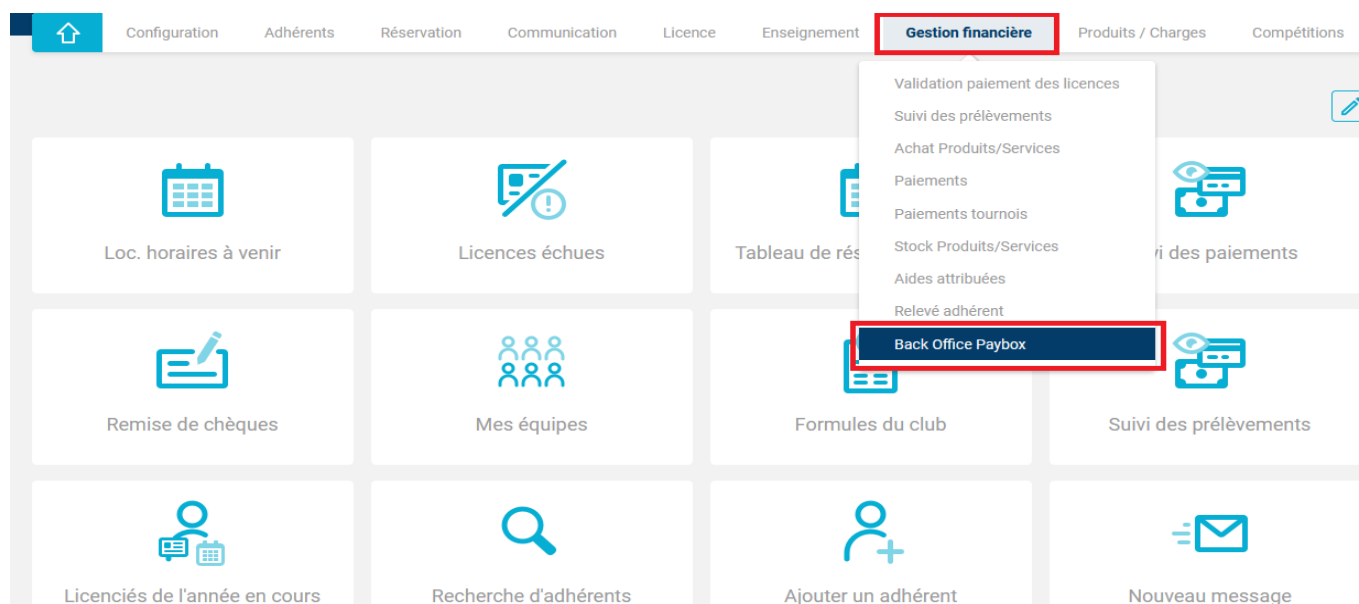 Configuration Adhérents Réservation Communication Licence Enseignement Gestion financière Produits / Charges Compétitions
Validation paiement des licences
Suivi des prélèvements
Achat Produits/Services
Paiements
Paiements tournois
Stock Produits/Services
Aides attribuées
Relevé adhérent
Back Office Paybox
Loc. horaires à venir
Licences échues
Tableau de
des paiements
Remise de chèques
Mes équipes
Formules du club
Suivi des prélèvements
Licenciés de l'année en cours
Recherche d'adhérents
Ajouter un adhérent
Nouveau message